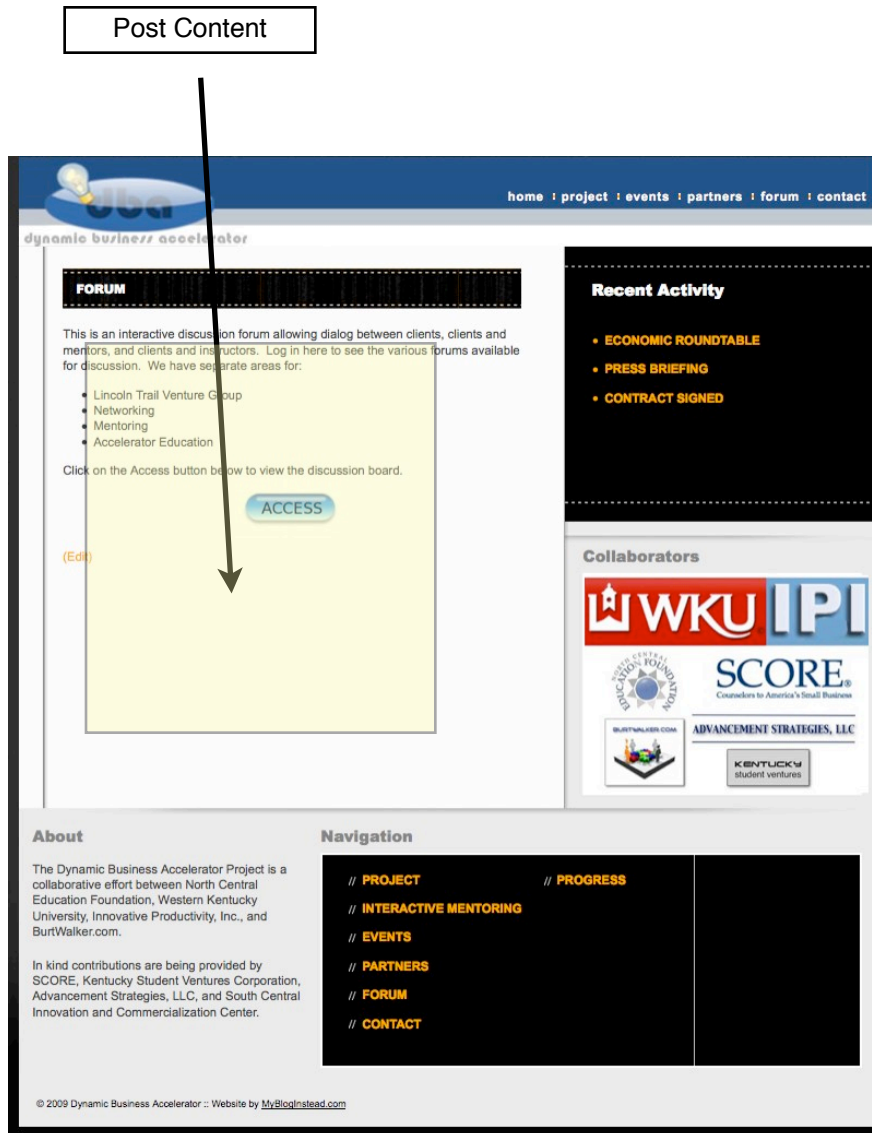 Post Content
dba
dynamic business accelerator
home project events partners forum contact
FORUM
This is an interactive discussion forum allowing dialog between clients, clients and
mentors, and clients and instructors. Log in here to see the various forums available
for discussion. We have separate areas for:
• Lincoln Trail Venture Group
• Networking
• Mentoring
• Accelerator Education
Click on the Access button below to view the discussion board.
ACCESS
(Edit)
Recent Activity
• ECONOMIC ROUNDTABLE
• PRESS BRIEFING
• CONTRACT SIGNED
Collaborators
WKU IPI
NORTH CENTRAL
EDUCATION FOUNDATION
SCORE®
Counselors to America's Small Business
BURTWALKER.COM
ADVANCEMENT STRATEGIES, LLC
KENTUCKY
student ventures
About
The Dynamic Business Accelerator Project is a
collaborative effort between North Central
Education Foundation, Western Kentucky
University, Innovative Productivity, Inc., and
BurtWalker.com.
In kind contributions are being provided by
SCORE, Kentucky Student Ventures Corporation,
Advancement Strategies, LLC, and South Central
Innovation and Commercialization Center.
Navigation
// PROJECT
// INTERACTIVE MENTORING
// EVENTS
// PARTNERS
// FORUM
// CONTACT
// PROGRESS
© 2009 Dynamic Business Accelerator :: Website by MyBlogInstead.com